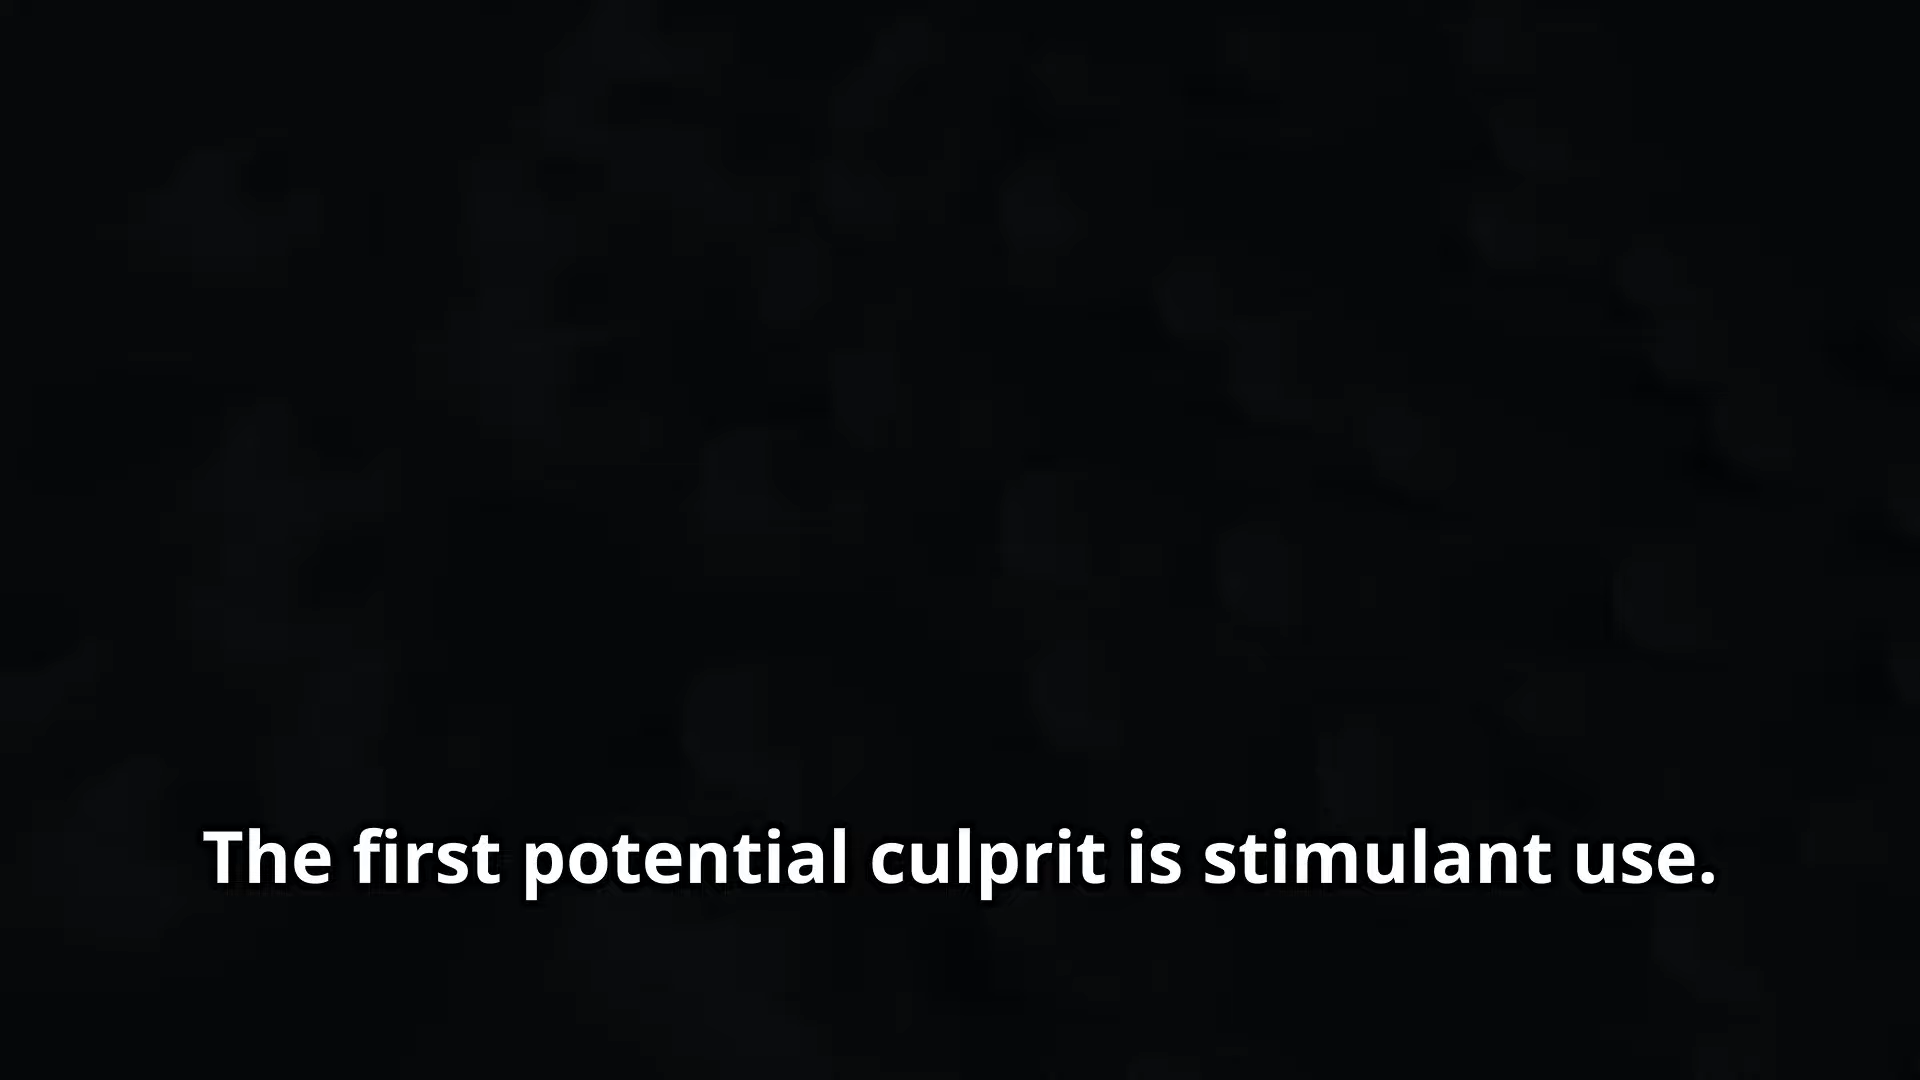 The first potential culprit is stimulant use.